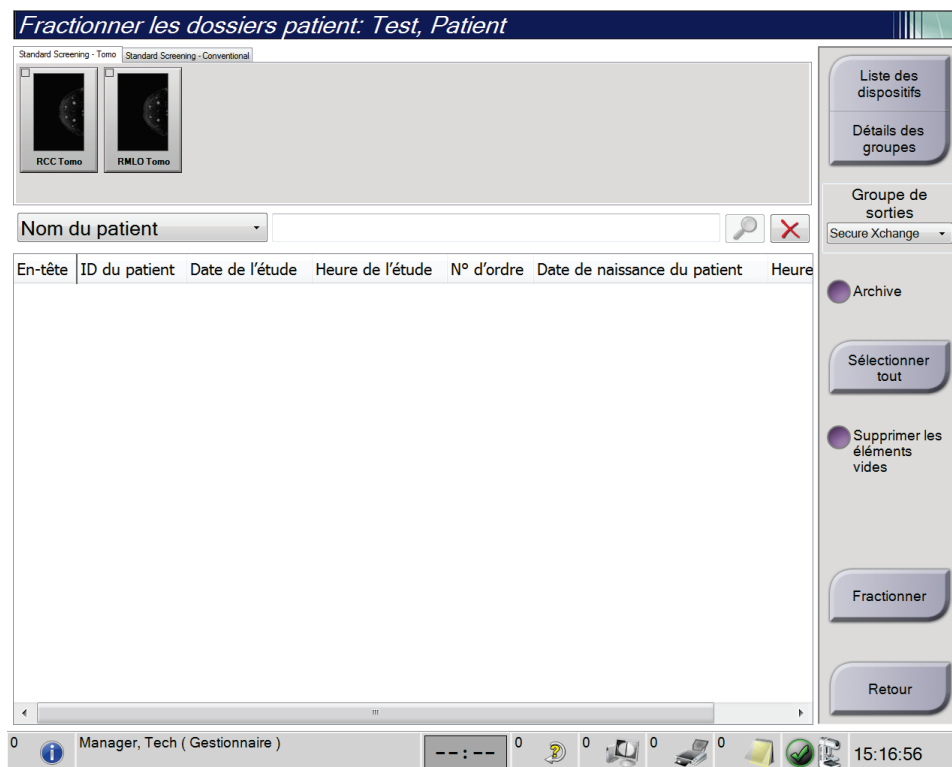 Fractionner les dossiers patient: Test, Patient
Standard Screening - Tomo Standard Screening - Conventional
RCC Tomo RMLO Tomo
Nom du patient
En-tête ID du patient Date de l'étude Heure de l'étude N° d'ordre Date de naissance du patient Heure
Liste des
dispositifs
Détails des
groupes
Groupe de
sorties
Secure Xchange
Archive
Sélectionner
tout
Supprimer les
éléments
vides
Fractionner
Retour
0 Manager, Tech ( Gestionnaire ) --:-- 0 0 0 0 15:16:56